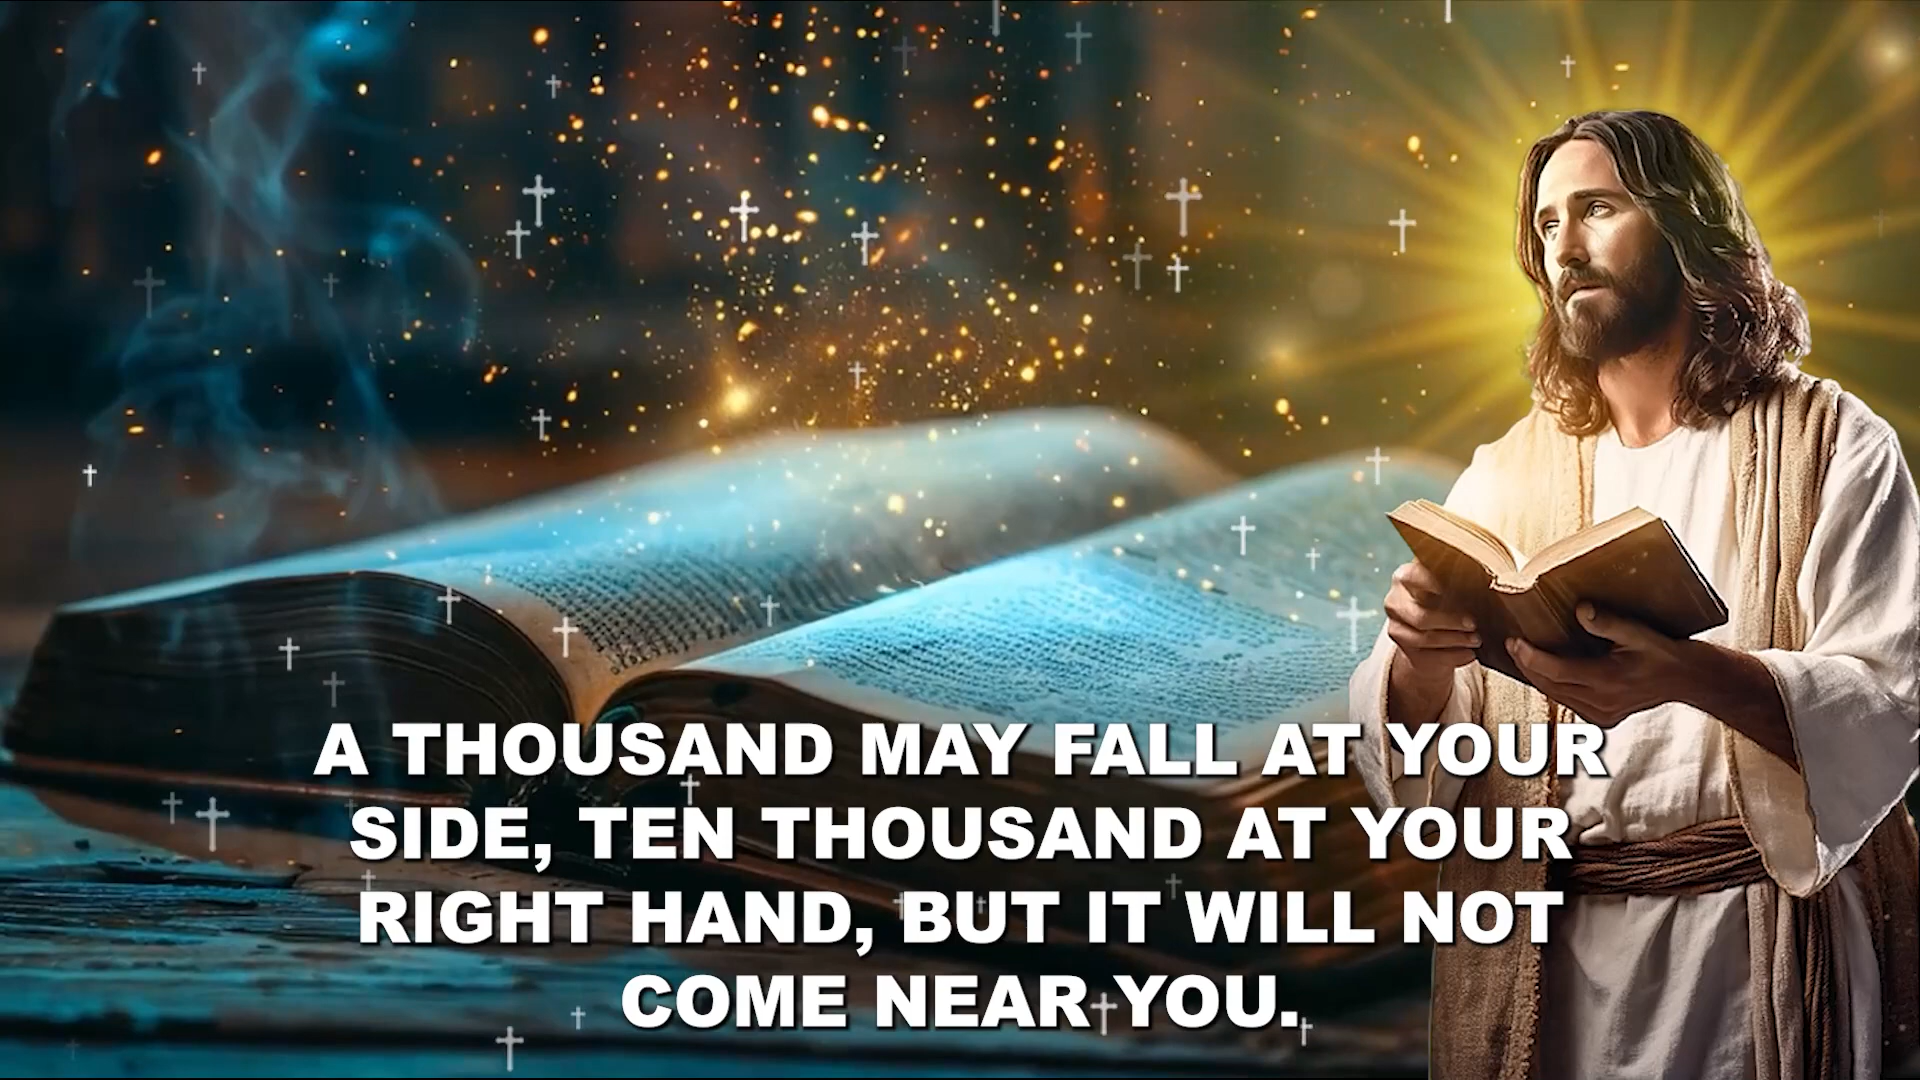 A THOUSAND MAY FALL AT YOUR
SIDE, TEN THOUSAND AT YOUR
RIGHT HAND, BUT IT WILL NOT
COME NEAR YOU.